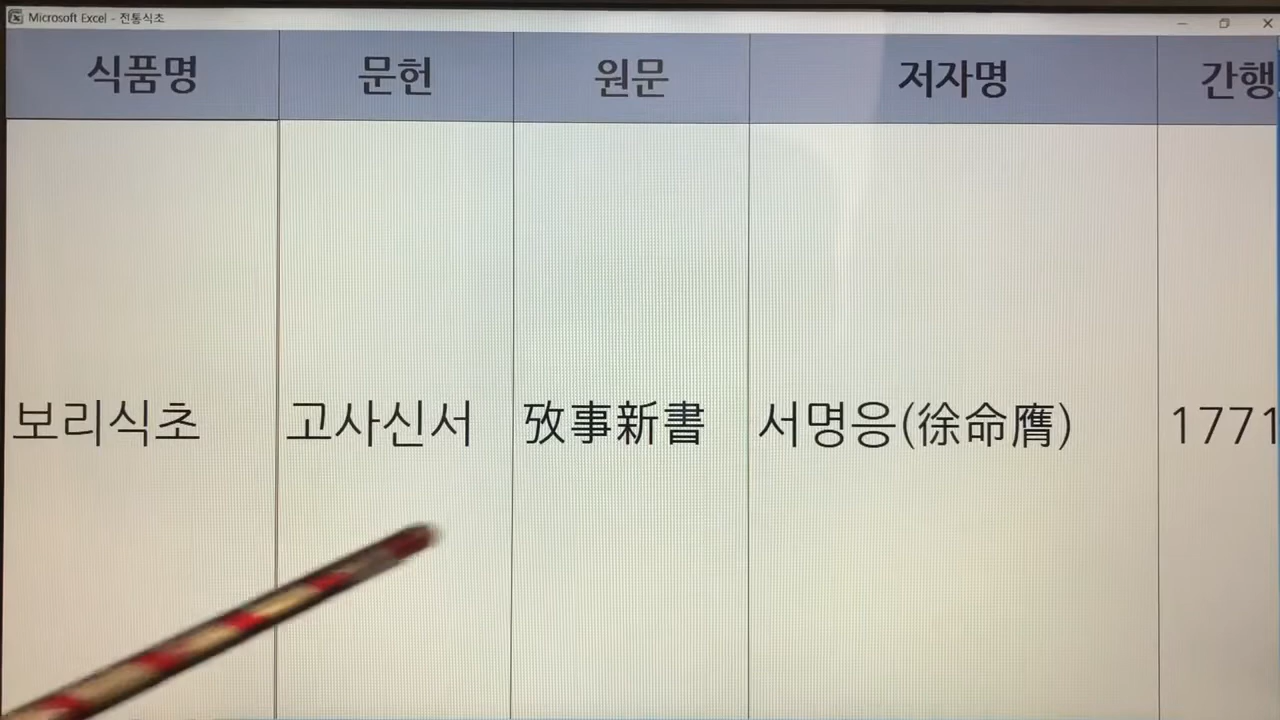 Microsoft Excel - 전통식초
식품명 문헌 원문 저자명 간행
보리식초 고사신서 攷事新書 서명응(徐命膺) 1771